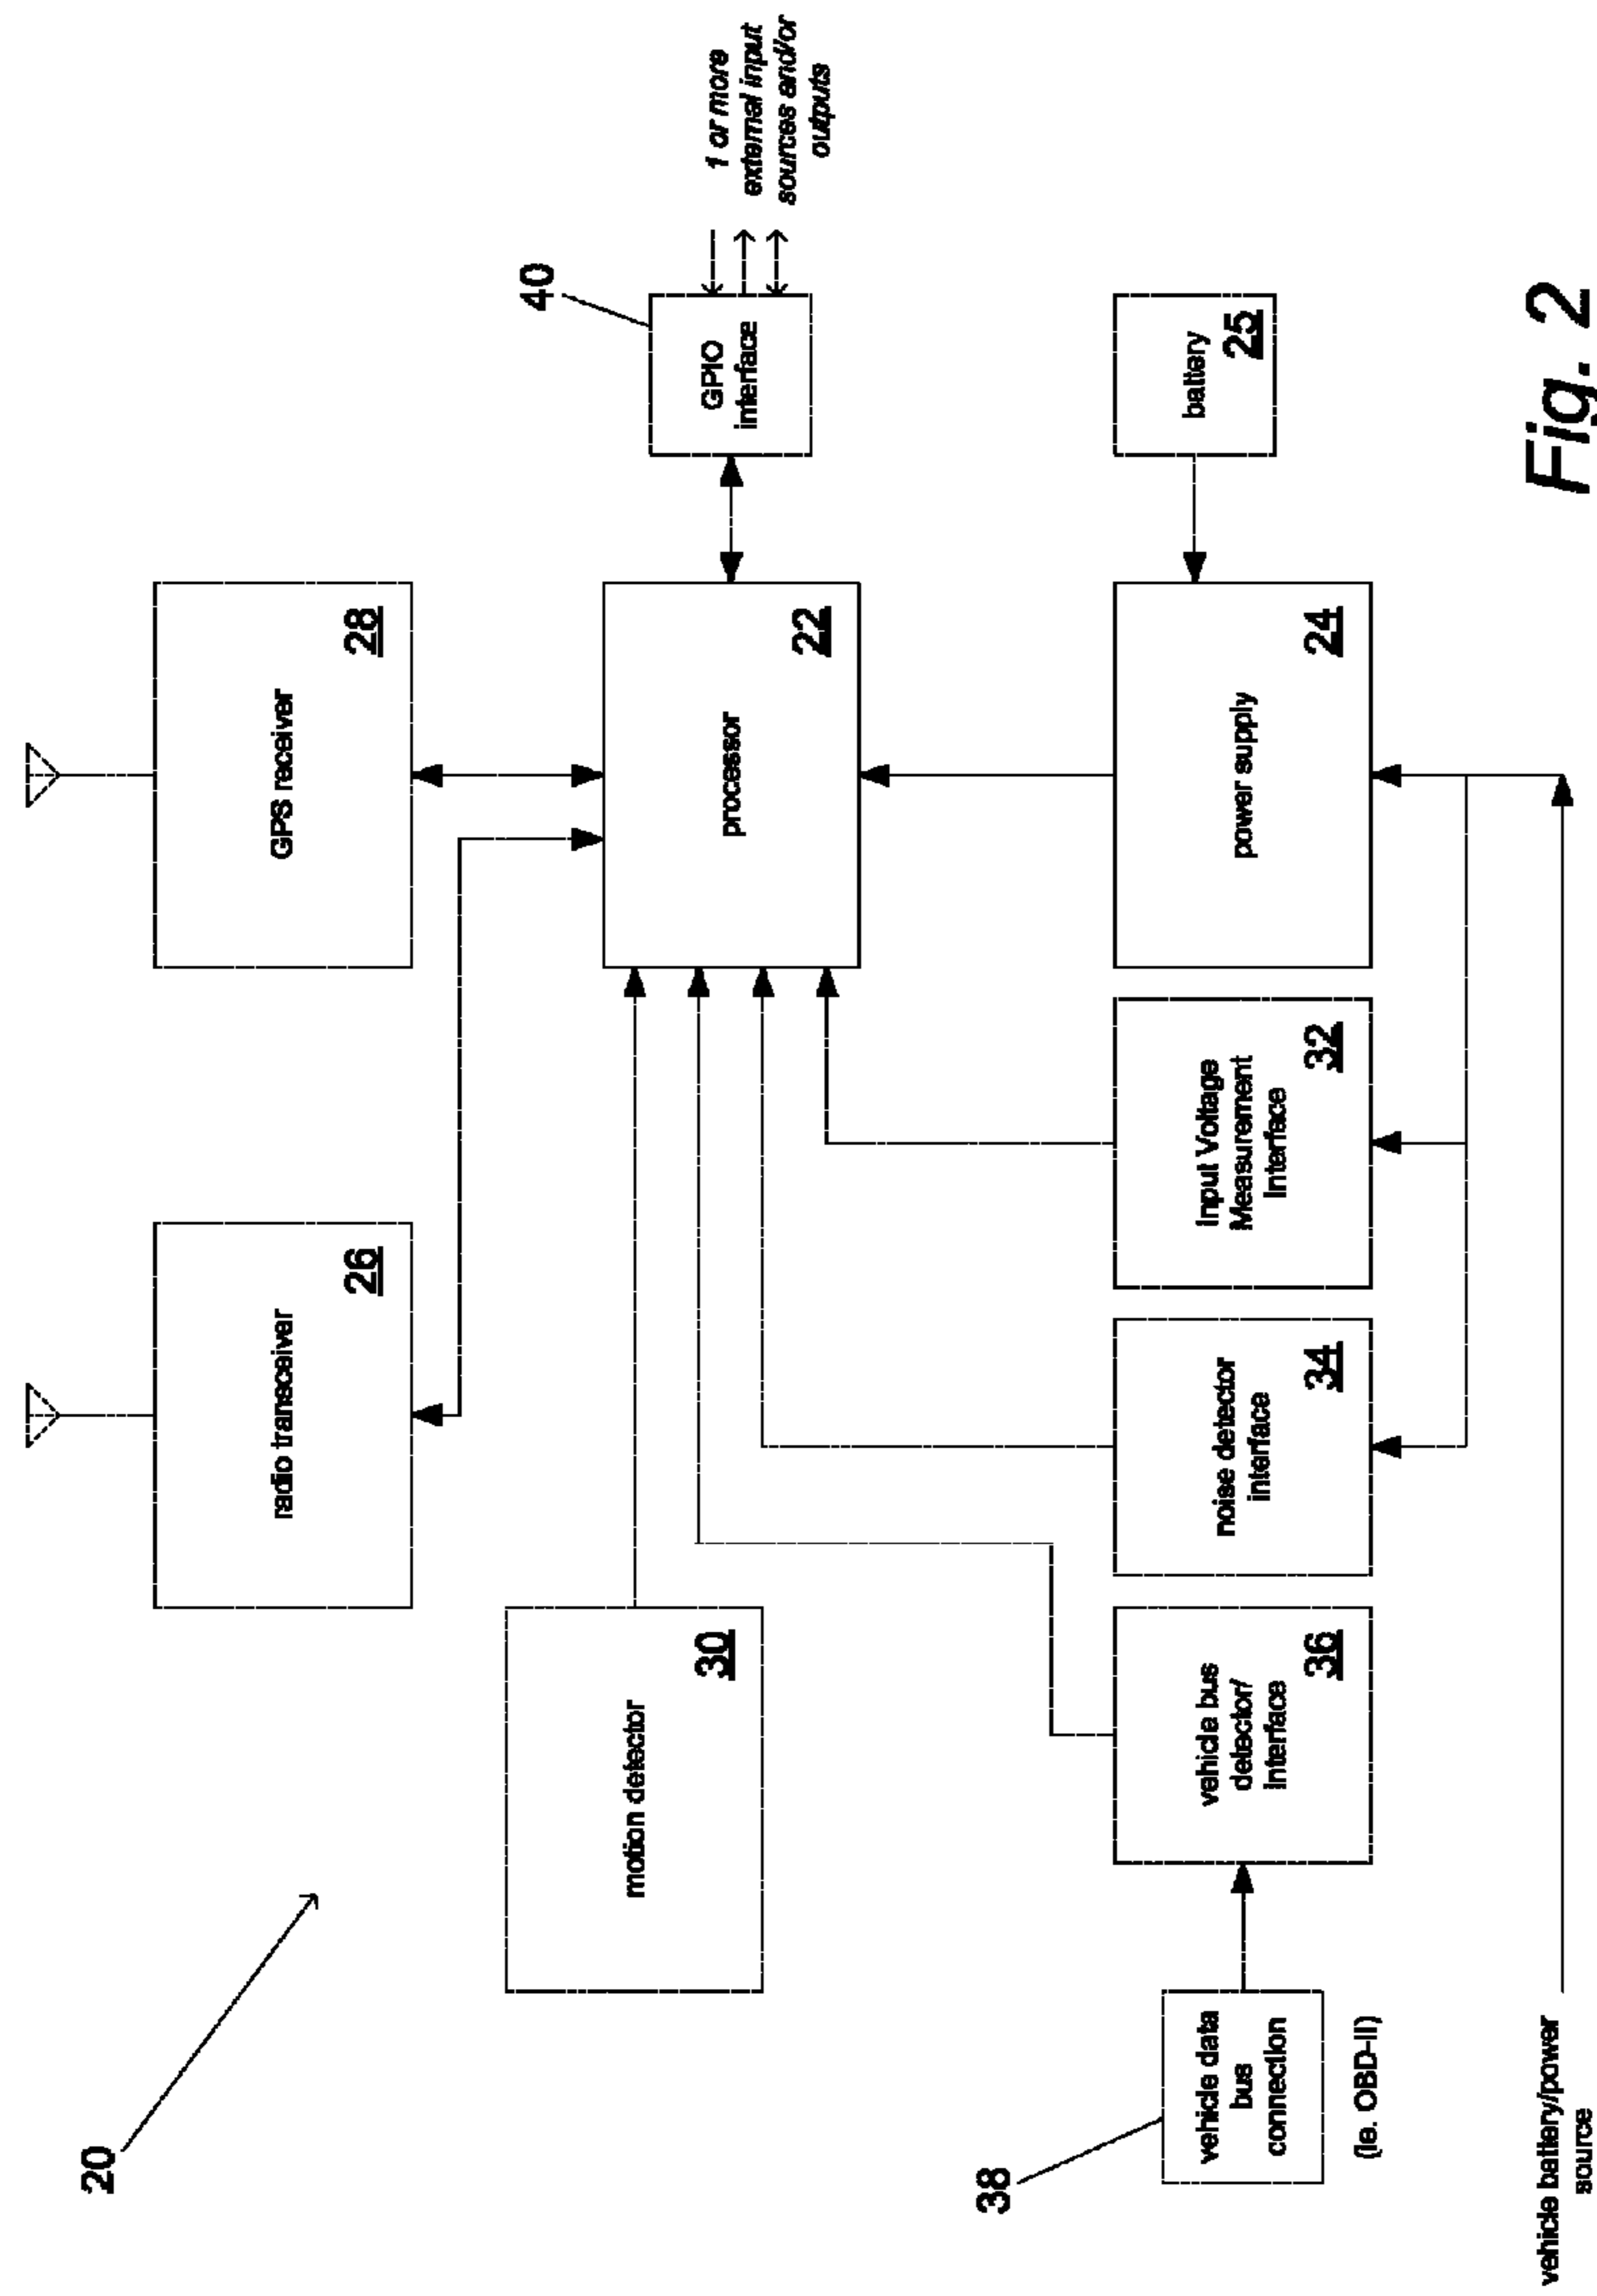 20
radio transceiver
26
GPS receiver
28
motion detector
30
processor
22
GPIO
interface
40
1 or more
external input
sources and/or
outputs
38
vehicle data
bus
connection
(ie. OBD-II)
vehicle bus
detector/
interface
36
noise detector
interface
34
Input Voltage
Measurement
Interface
32
power supply
24
battery
25
vehicle battery/power
source
Fig. 2